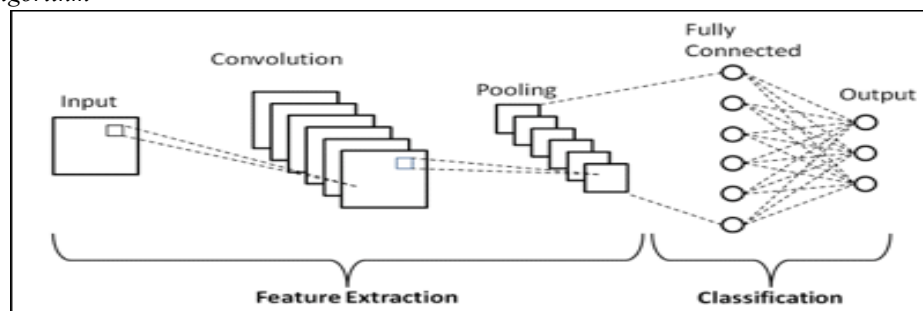 Fully
Connected
Convolution
Pooling
Input
Output
Feature Extraction
Classification